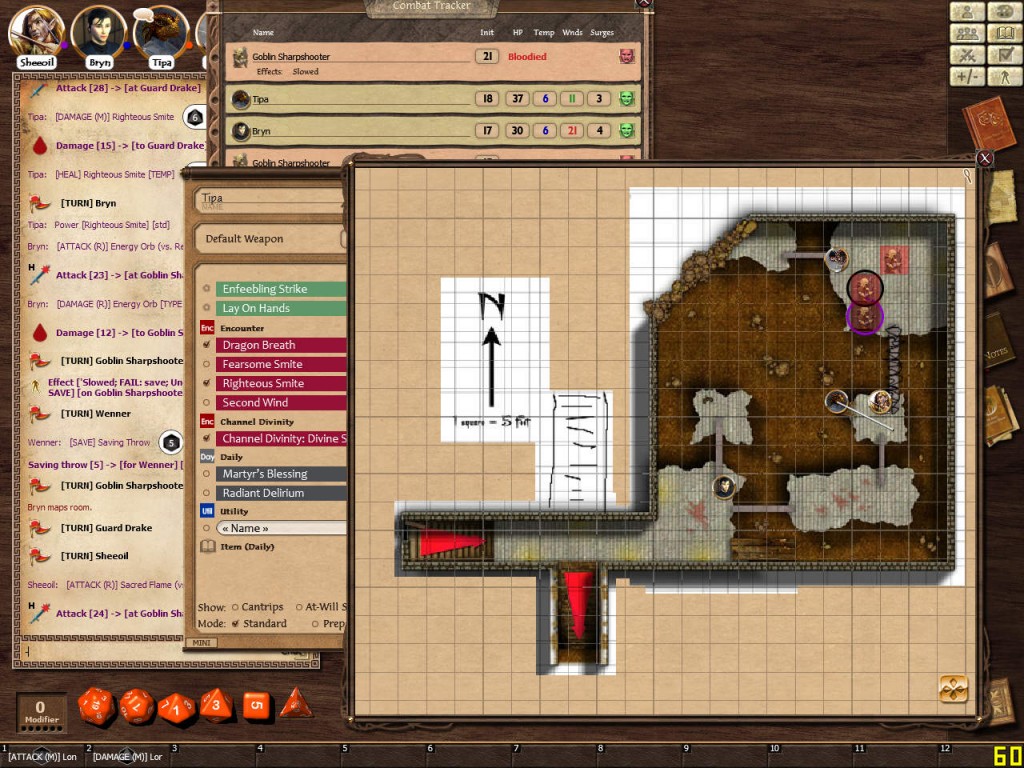 Sheeoil
Bryn
Tipa
Attack [28] -> [at Guard Drake]
Tipa: [DAMAGE (M)] Righteous Smite
6
Damage [15] -> [to Guard Drake
Tipa: [HEAL] Righteous Smite [TEMP]
[TURN] Bryn
Tipa: Power [Righteous Smite] [std]
Bryn: [ATTACK (R)] Energy Orb (vs. Re
H
Attack [23] -> [at Goblin Sh
Bryn: [DAMAGE (R)] Energy Orb [TYPE
Damage [12] -> [to Goblin S
[TURN] Goblin Sharpshoote
Effect ['Slowed; FAIL: save; Un
SAVE] [on Goblin Sharpshoote
[TURN] Wenner
Wenner: [SAVE] Saving Throw
5
Saving throw [5] -> [for Wenner] [
[TURN] Goblin Sharpshoote
Bryn maps room.
[TURN] Guard Drake
[TURN] Sheeoil
Sheeoil: [ATTACK (R)] Sacred Flame (v
H
Attack [24] -> [at Goblin Sh
Combat Tracker
Name Init HP Temp Wnds Surges
Goblin Sharpshooter 21 Bloodied
Effects: Slowed
Tipa 18 37 6 11 3
Bryn 17 30 6 21 4
Goblin Sharpshooter
Tipa
NAME
Default Weapon
Enfeebling Strike
Lay On Hands
Enc Encounter
Dragon Breath
Fearsome Smite
Righteous Smite
Second Wind
Enc Channel Divinity
Channel Divinity: Divine S
Day Daily
Martyr's Blessing
Radiant Delirium
Utili Utility
« Name »
Item (Daily)
Show: Cantrips At-Will S
Mode: Standard Prep
MINI
N
1 square = 5 feet
+/-
NOTES
0
Modifier
1 2 3 4 5 6 7 8 9 10 11 12
[ATTACK (M)] Lon [DAMAGE (M)] Lor
60